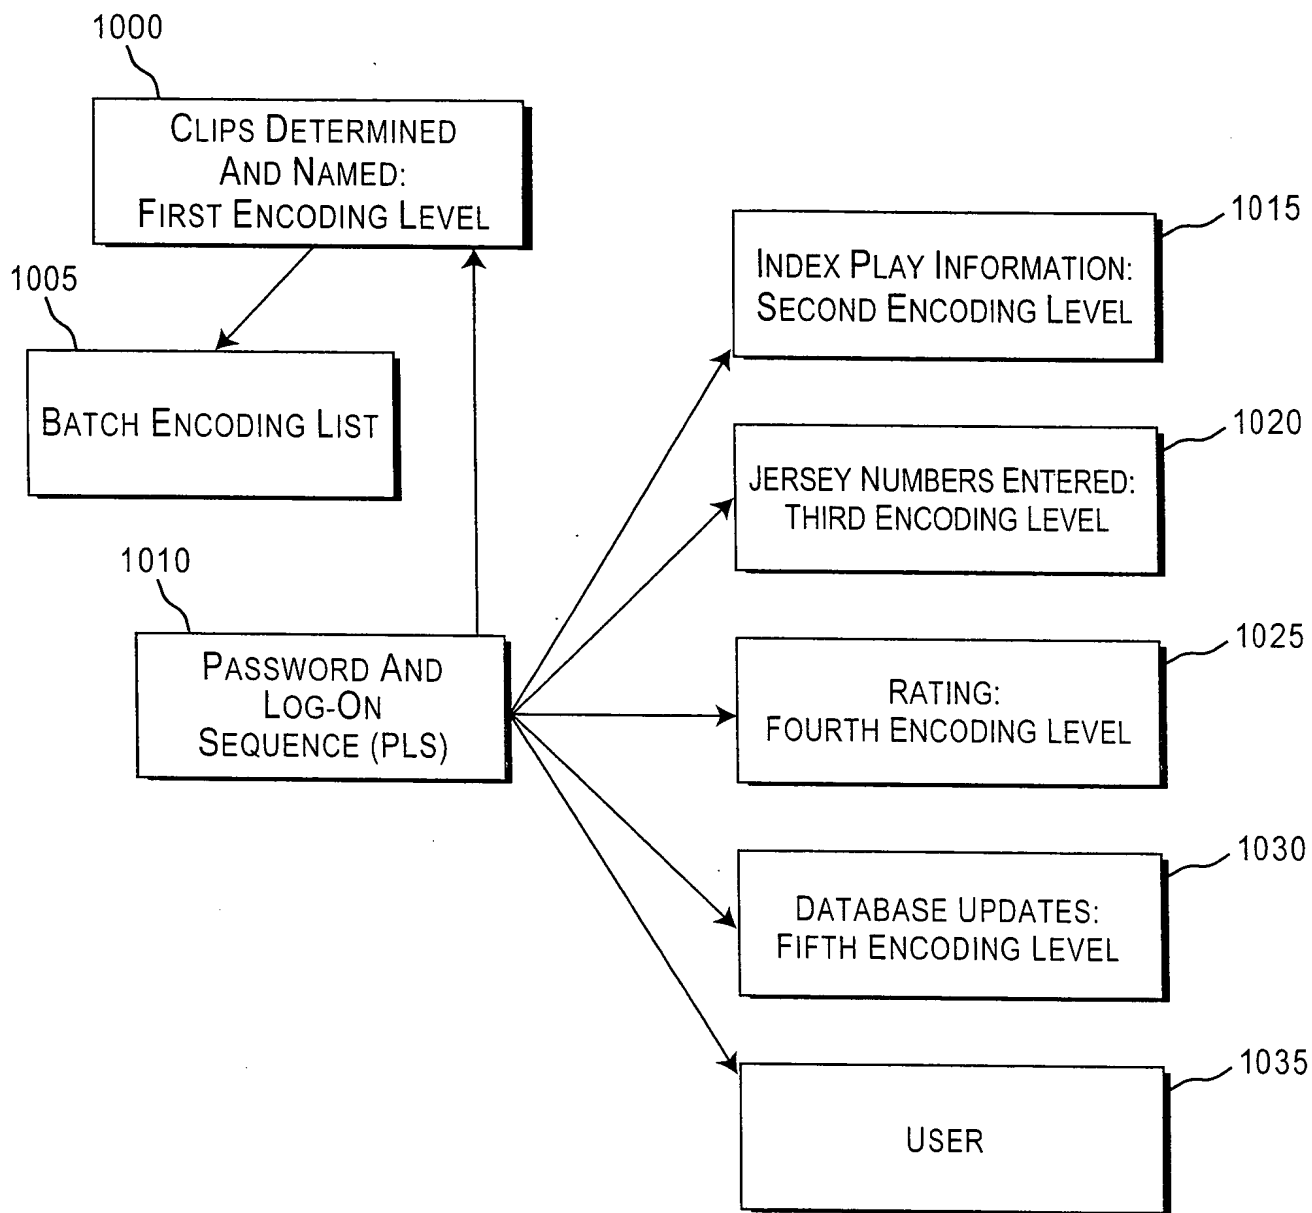 1000
CLIPS DETERMINED
AND NAMED:
FIRST ENCODING LEVEL
1005
BATCH ENCODING LIST
1010
PASSWORD AND
LOG-ON
SEQUENCE (PLS)
1015
INDEX PLAY INFORMATION:
SECOND ENCODING LEVEL
1020
JERSEY NUMBERS ENTERED:
THIRD ENCODING LEVEL
1025
RATING:
FOURTH ENCODING LEVEL
1030
DATABASE UPDATES:
FIFTH ENCODING LEVEL
1035
USER